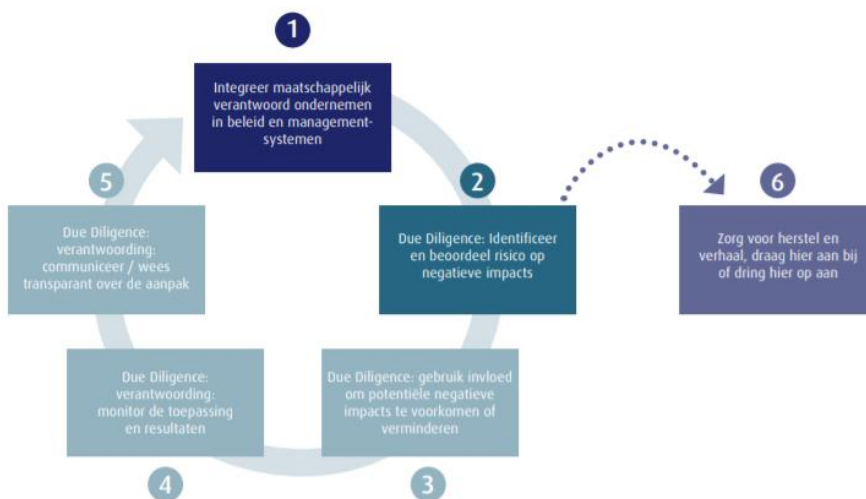 1
Integreer maatschappelijk
verantwoord ondernemen
in beleid en management-
systemen
2
Due Diligence: Identificeer
en beoordeel risico op
negatieve impacts
3
Due Diligence: gebruik invloed
om potentiële negatieve
impacts te voorkomen of
verminderen
4
Due Diligence:
verantwoording:
monitor de toepassing
en resultaten
5
Due Diligence:
verantwoording:
communiceer / wees
transparant over de aanpak
6
Zorg voor herstel en
verhaal, draag hier aan bij
of dring hier op aan